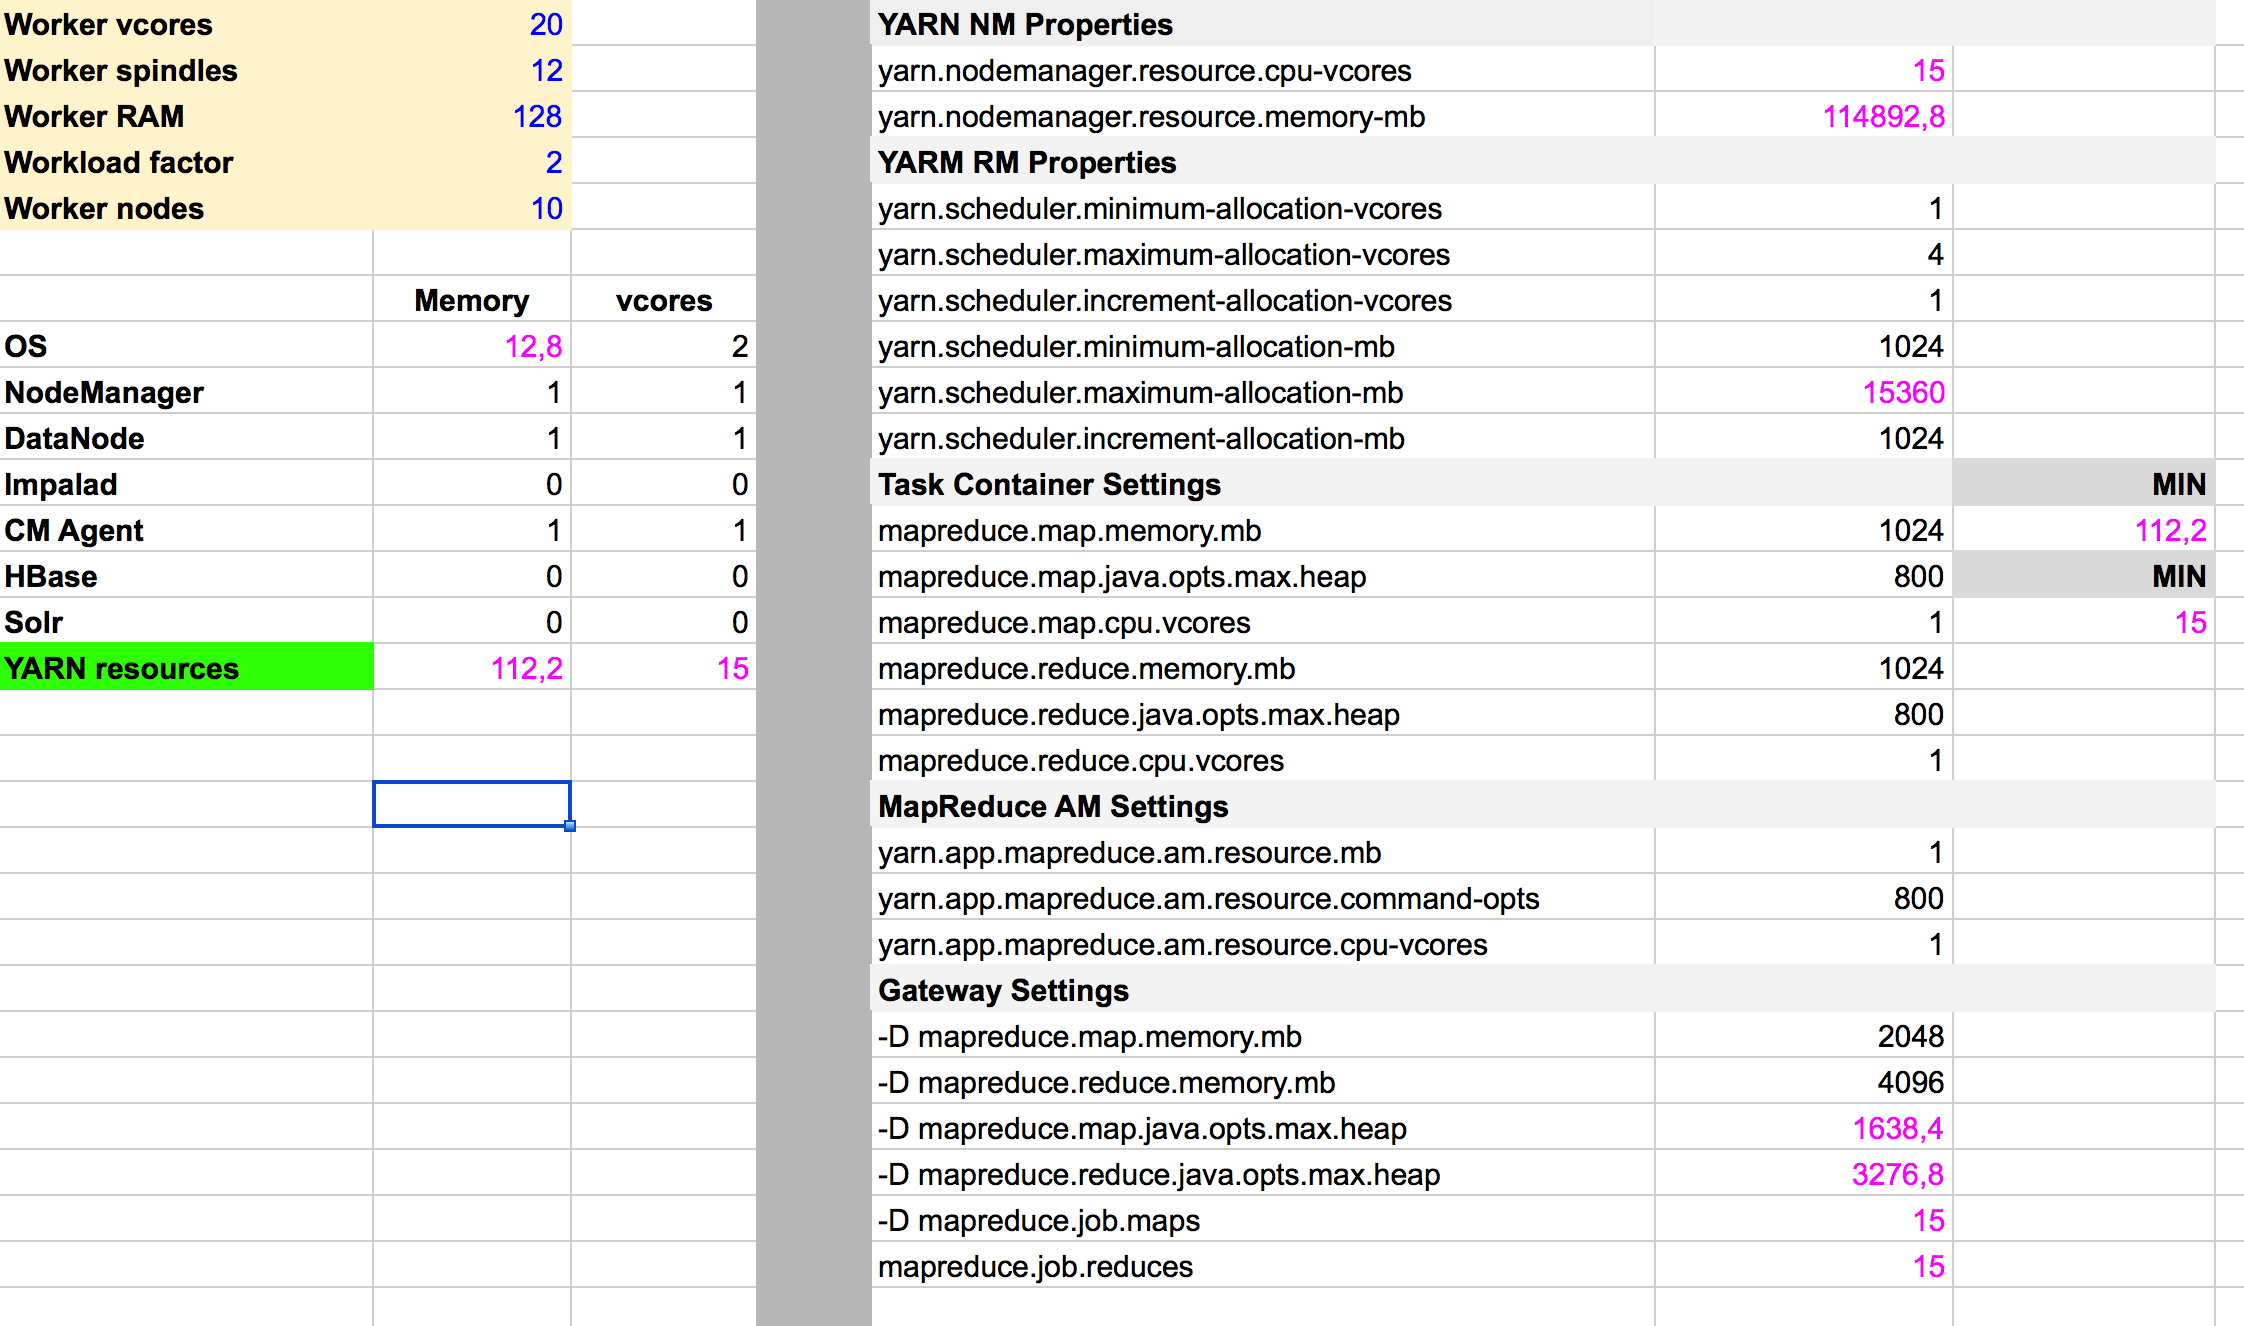 Worker vcores 20
Worker spindles 12
Worker RAM 128
Workload factor 2
Worker nodes 10
Memory vcores
OS 12,8 2
NodeManager 1 1
DataNode 1 1
Impalad 0 0
CM Agent 1 1
HBase 0 0
Solr 0 0
YARN resources 112,2 15
YARN NM Properties
yarn.nodemanager.resource.cpu-vcores 15
yarn.nodemanager.resource.memory-mb 114892,8
YARM RM Properties
yarn.scheduler.minimum-allocation-vcores 1
yarn.scheduler.maximum-allocation-vcores 4
yarn.scheduler.increment-allocation-vcores 1
yarn.scheduler.minimum-allocation-mb 1024
yarn.scheduler.maximum-allocation-mb 15360
yarn.scheduler.increment-allocation-mb 1024
Task Container Settings MIN
mapreduce.map.memory.mb 1024 112,2
mapreduce.map.java.opts.max.heap 800 MIN
mapreduce.map.cpu.vcores 1 15
mapreduce.reduce.memory.mb 1024
mapreduce.reduce.java.opts.max.heap 800
mapreduce.reduce.cpu.vcores 1
MapReduce AM Settings
yarn.app.mapreduce.am.resource.mb 1
yarn.app.mapreduce.am.resource.command-opts 800
yarn.app.mapreduce.am.resource.cpu-vcores 1
Gateway Settings
-D mapreduce.map.memory.mb 2048
-D mapreduce.reduce.memory.mb 4096
-D mapreduce.map.java.opts.max.heap 1638,4
-D mapreduce.reduce.java.opts.max.heap 3276,8
-D mapreduce.job.maps 15
mapreduce.job.reduces 15